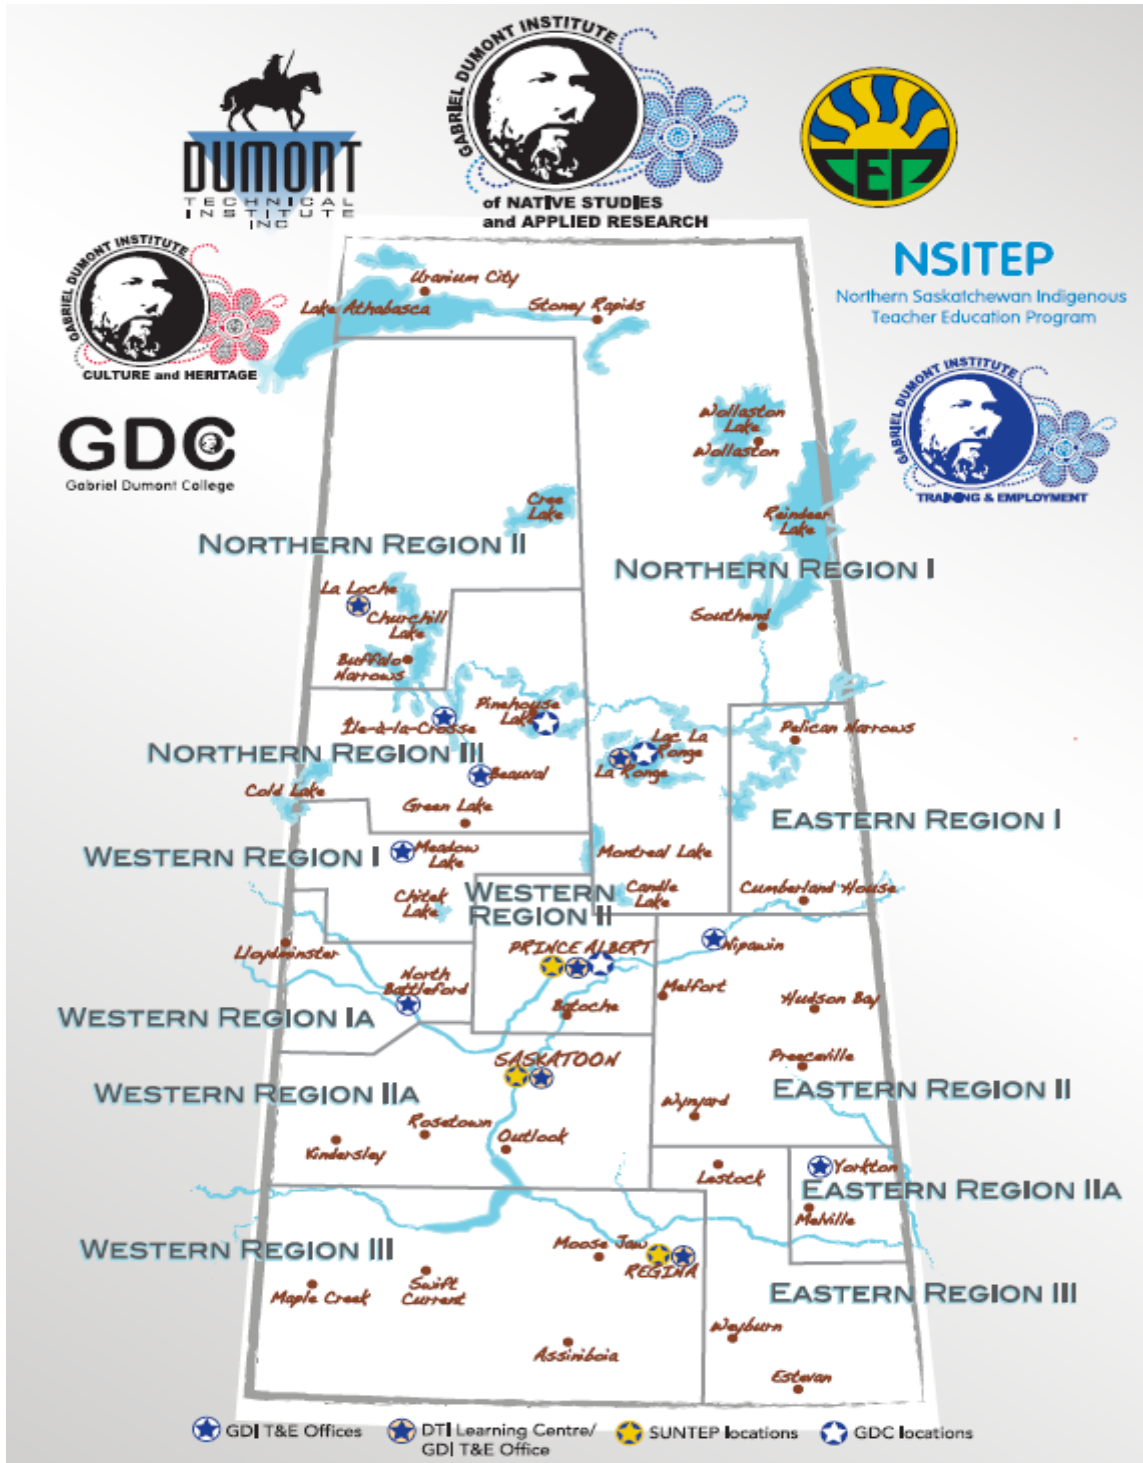 GABRIEL DUMONT INSTITUTE
of NATIVE STUDIES
and APPLIED RESEARCH
DUMONT
TECHNICAL
INSTITUTE
INC
GABRIEL DUMONT INSTITUTE
CULTURE and HERITAGE
GDC
Gabriel Dumont College
NSITEP
Northern Saskatchewan Indigenous
Teacher Education Program
GABRIEL DUMONT INSTITUTE
TRAINING & EMPLOYMENT
Uranium City
Lake Athabasca
Stoney Rapids
Wollaston
Lake
Wollaston
Cree
Lake
Reindeer
Lake
NORTHERN REGION II
NORTHERN REGION I
La Loche
Churchill
Lake
Southend
Buffalo
Narrows
Pinehouse
Lake
Île-à-la-Crosse
Lac La
Ronge
Pelican Narrows
NORTHERN REGION III
Beauval
La Ronge
Cold Lake
Green Lake
EASTERN REGION I
WESTERN REGION I
Meadow
Lake
Montreal Lake
Chitek
Lake
WESTERN
REGION II
Candle
Lake
Cumberland House
Lloydminster
PRINCE ALBERT
Nipawin
North
Battleford
Melfort
Hudson Bay
Batoche
WESTERN REGION IA
SASKATOON
Preeceville
WESTERN REGION IIA
EASTERN REGION II
Wynyard
Rosetown
Kindersley
Outlook
Lestock
Yorkton
EASTERN REGION IIA
Melville
WESTERN REGION III
Moose Jaw
REGINA
Maple Creek
Swift
Current
EASTERN REGION III
Weyburn
Assiniboia
Estevan
GDI T&E Offices
DTI Learning Centre/
GDI T&E Office
SUNTEP locations
GDC locations